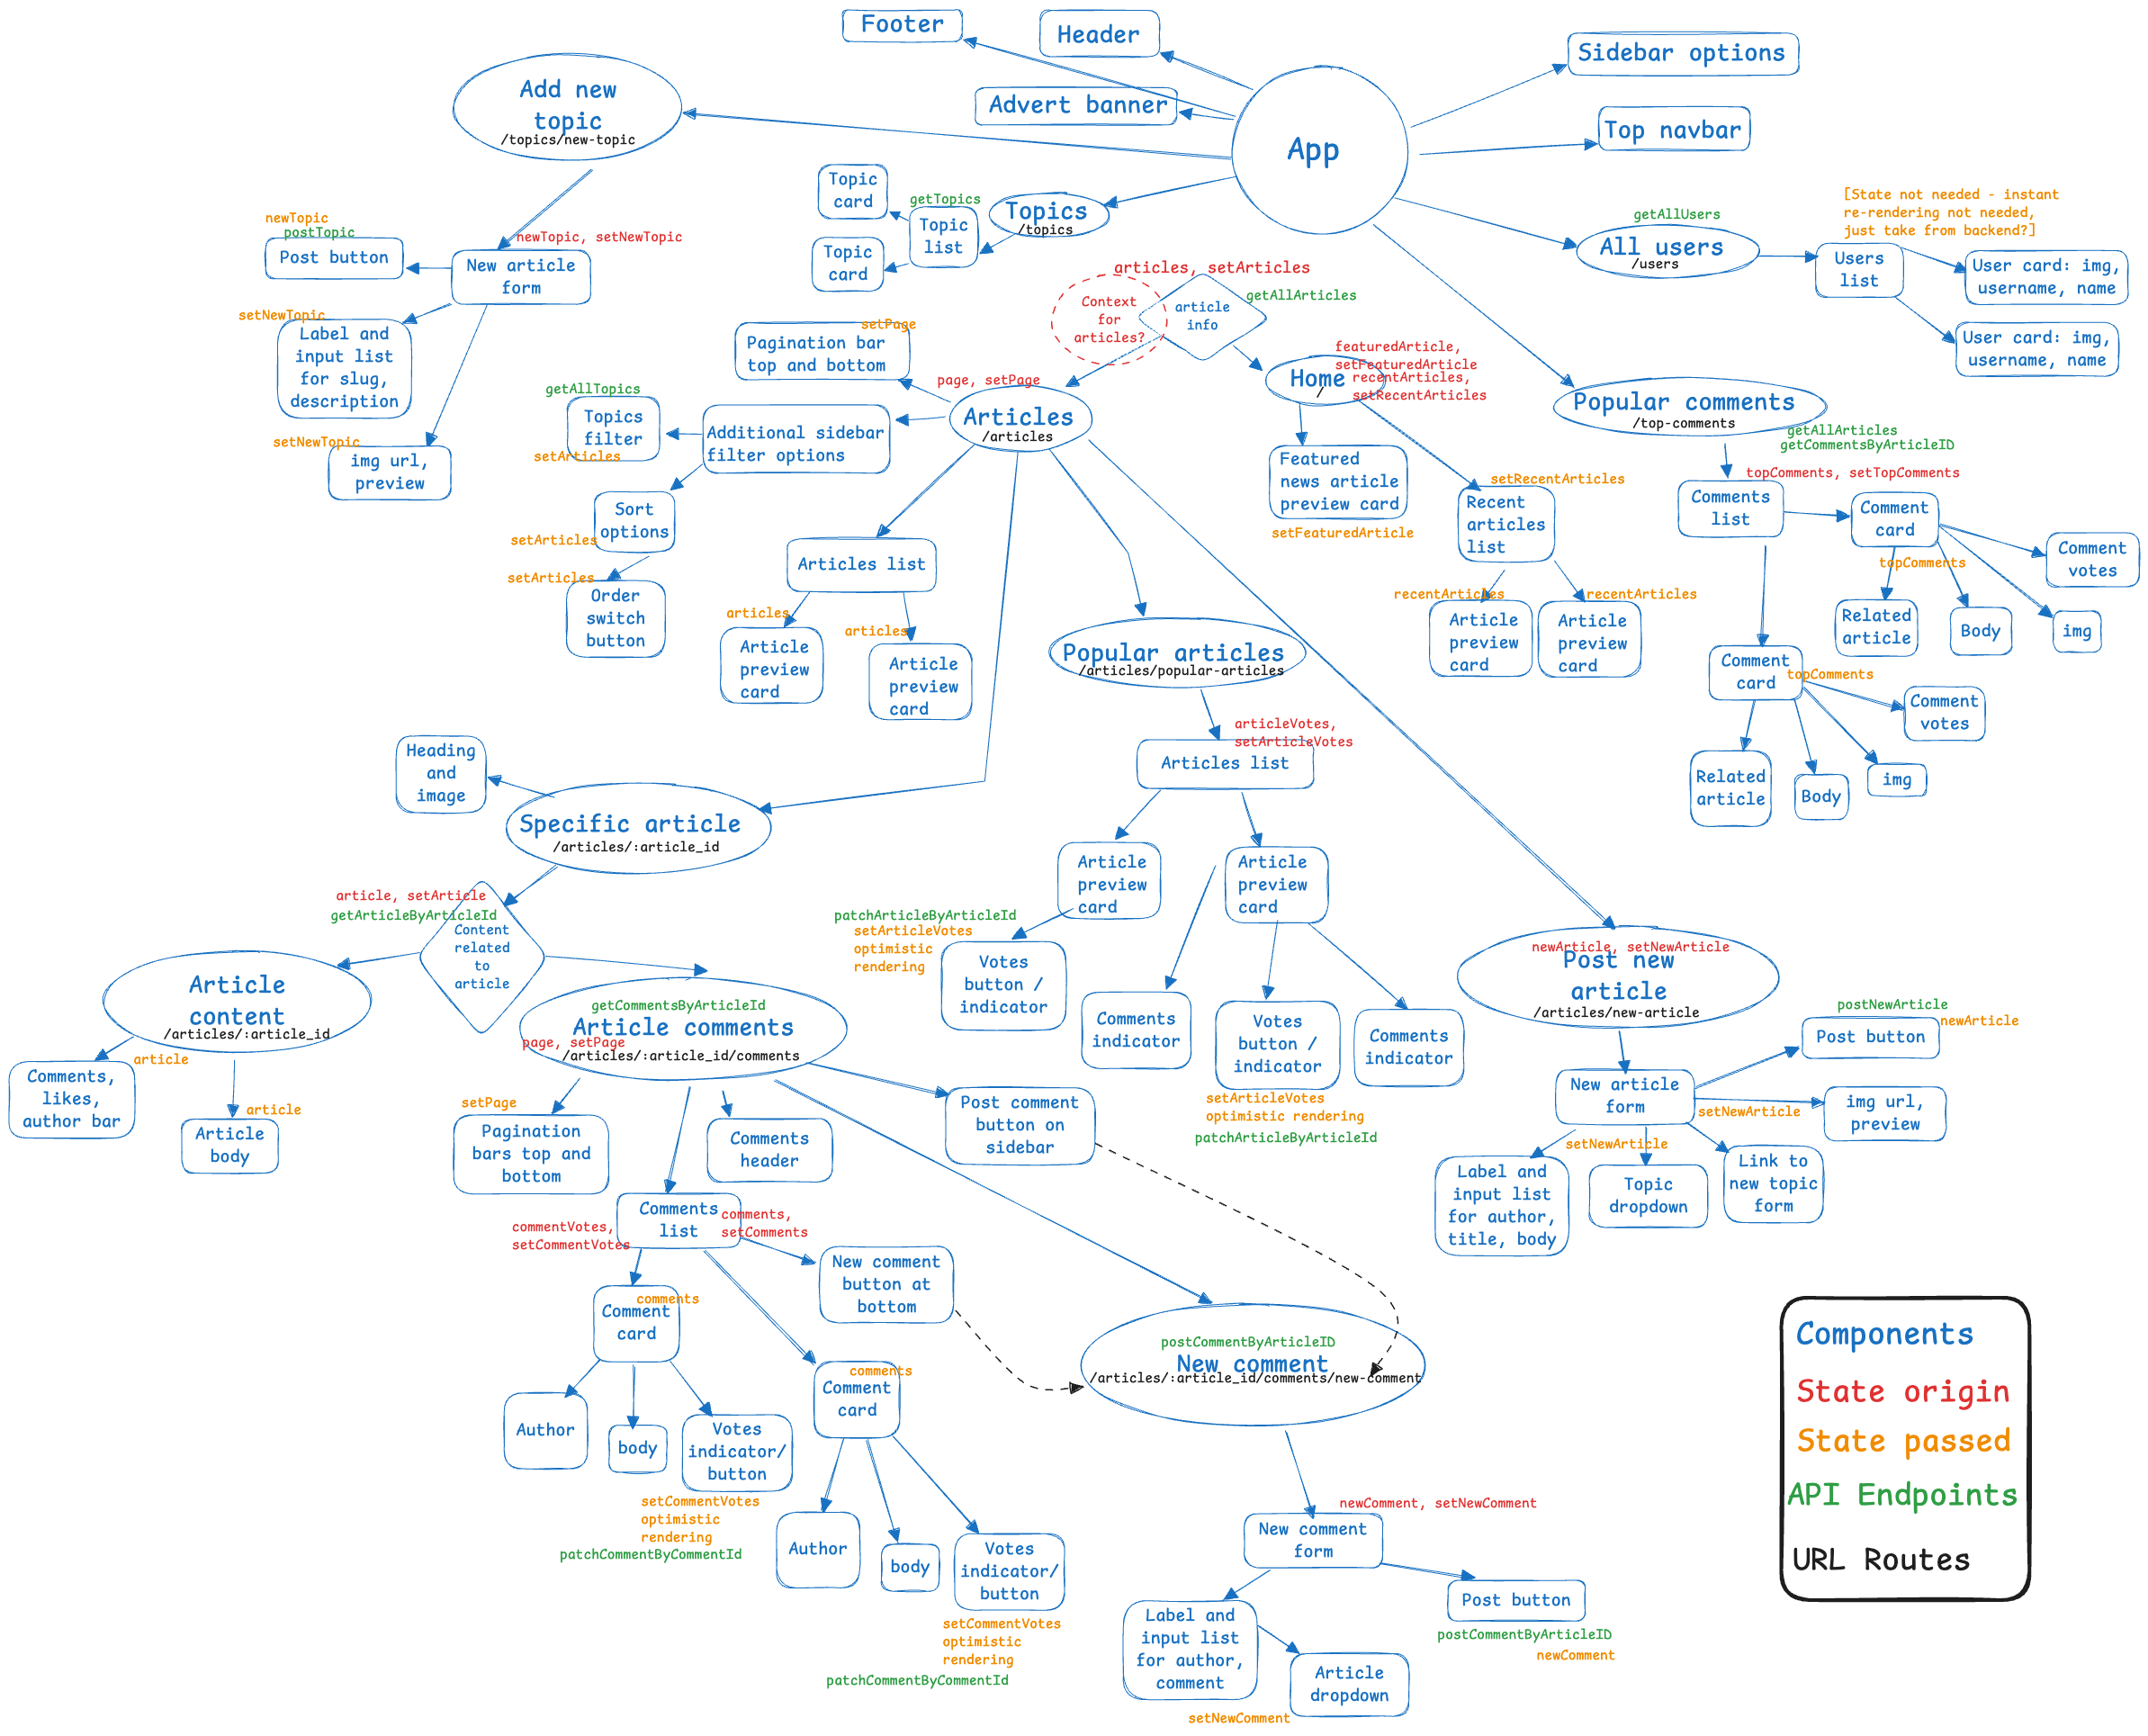 Footer
Header
Sidebar options
Add new
topic
/topics/new-topic
Advert banner
App
Top navbar
Topic
card
getTopics
Topic
list
Topics
/topics
Topic
card
getAllUsers
All users
/users
[State not needed - instant
re-rendering not needed,
just take from backend?]
Users
list
User card: img,
username, name
User card: img,
username, name
newTopic
postTopic
Post button
newTopic, setNewTopic
New article
form
setNewTopic
Label and
input list
for slug,
description
setNewTopic
img url,
preview
articles, setArticles
Context
for
articles?
article
info
getAllArticles
setPage
Pagination bar
top and bottom
page, setPage
Articles
/articles
getAllTopics
Topics
filter
setArticles
Additional sidebar
filter options
Sort
options
setArticles
setArticles
Order
switch
button
Articles list
articles
Article
preview
card
articles
Article
preview
card
featuredArticle,
setFeaturedArticle
recentArticles,
setRecentArticles
Home
/
Featured
news article
preview card
setFeaturedArticle
setRecentArticles
Recent
articles
list
recentArticles
Article
preview
card
recentArticles
Article
preview
card
Popular comments
/top-comments
getAllArticles
getCommentsByArticleID
topComments, setTopComments
Comments
list
Comment
card
topComments
Comment
votes
Related
article
Body
img
Comment
card
topComments
Comment
votes
Related
article
Body
img
Popular articles
/articles/popular-articles
articleVotes,
setArticleVotes
Articles list
Article
preview
card
Article
preview
card
patchArticleByArticleId
setArticleVotes
optimistic
rendering
Votes
button /
indicator
Comments
indicator
Votes
button /
indicator
Comments
indicator
setArticleVotes
optimistic rendering
patchArticleByArticleId
Heading
and
image
Specific article
/articles/:article_id
article, setArticle
getArticleByArticleId
Content
related
to
article
Article
content
/articles/:article_id
article
Comments,
likes,
author bar
article
Article
body
getCommentsByArticleId
Article comments
page, setPage
/articles/:article_id/comments
setPage
Pagination
bars top and
bottom
Comments
header
Post comment
button on
sidebar
Comments
list
commentVotes,
setCommentVotes
comments,
setComments
New comment
button at
bottom
comments
Comment
card
Author
body
Votes
indicator/
button
setCommentVotes
optimistic
rendering
patchCommentByCommentId
comments
Comment
card
Author
body
Votes
indicator/
button
setCommentVotes
optimistic
rendering
patchCommentByCommentId
newArticle, setNewArticle
Post new
article
/articles/new-article
postNewArticle
newArticle
Post button
New article
form
setNewArticle
img url,
preview
setNewArticle
Label and
input list
for author,
title, body
Topic
dropdown
Link to
new topic
form
postCommentByArticleID
New comment
/articles/:article_id/comments/new-comment
newComment, setNewComment
New comment
form
Post button
postCommentByArticleID
newComment
Label and
input list
for author,
comment
Article
dropdown
setNewComment
Components
State origin
State passed
API Endpoints
URL Routes